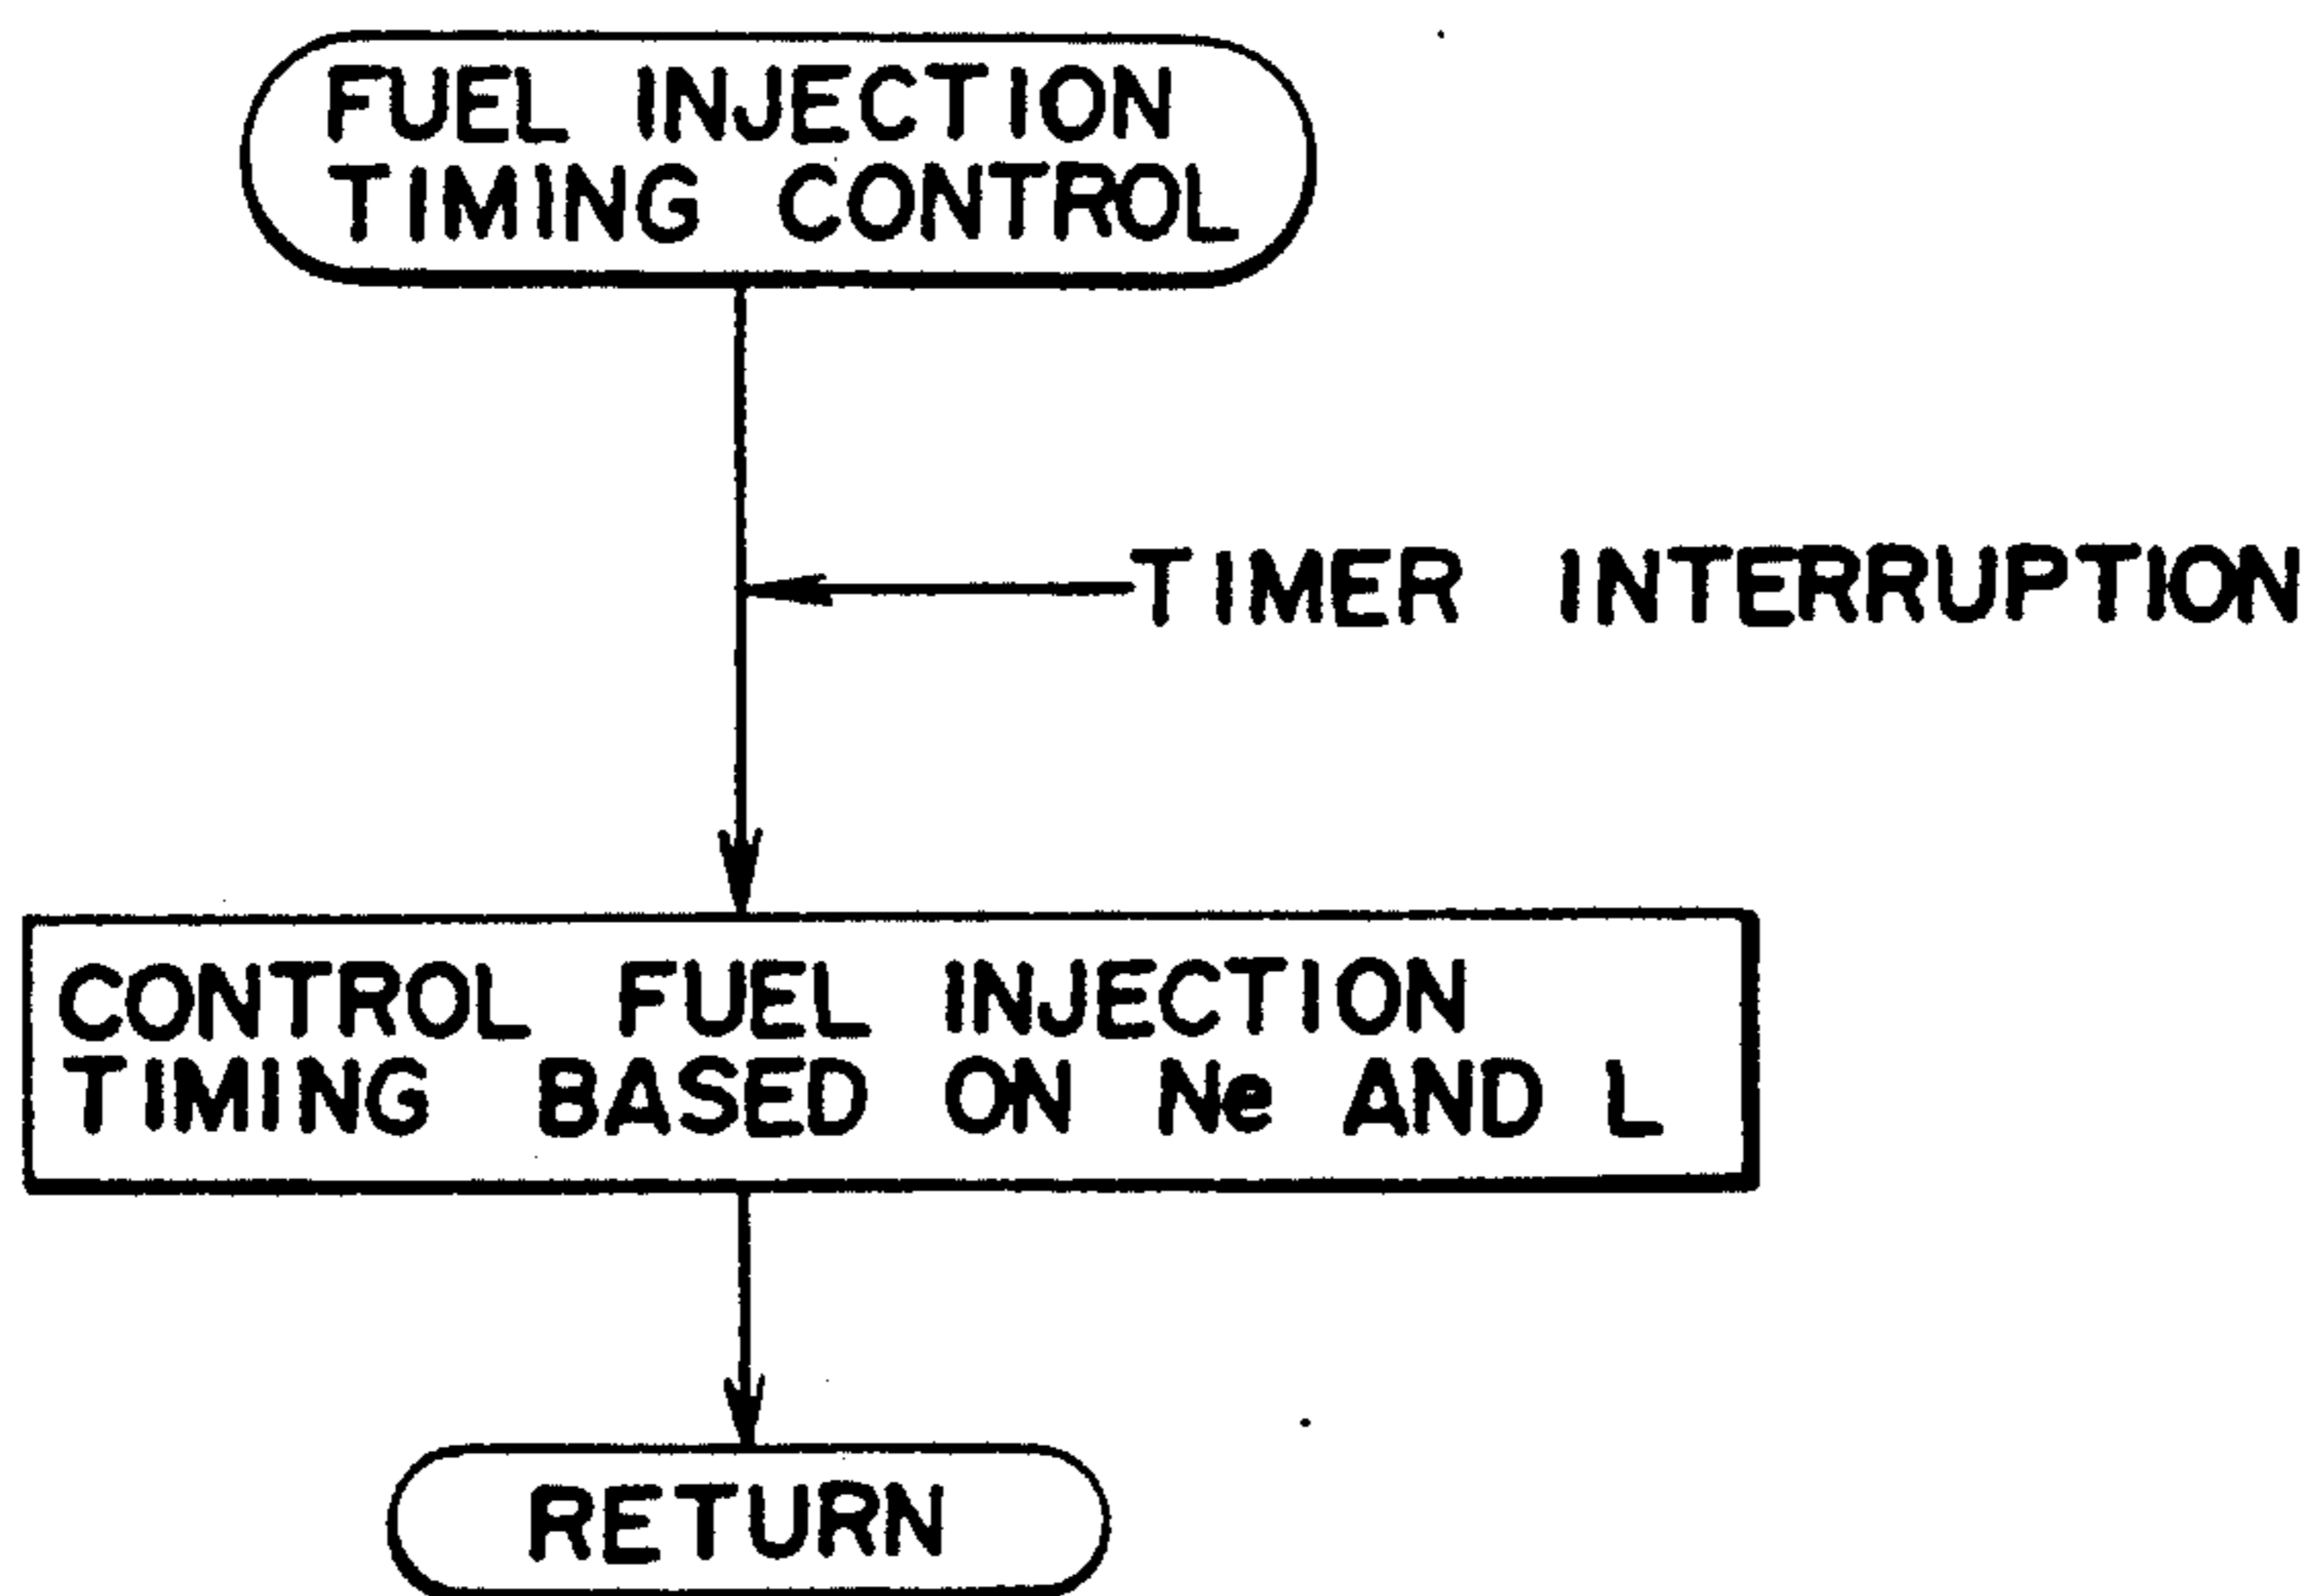 FUEL INJECTION
TIMING CONTROL
TIMER INTERRUPTION
CONTROL FUEL INJECTION
TIMING BASED ON Ne AND L
RETURN